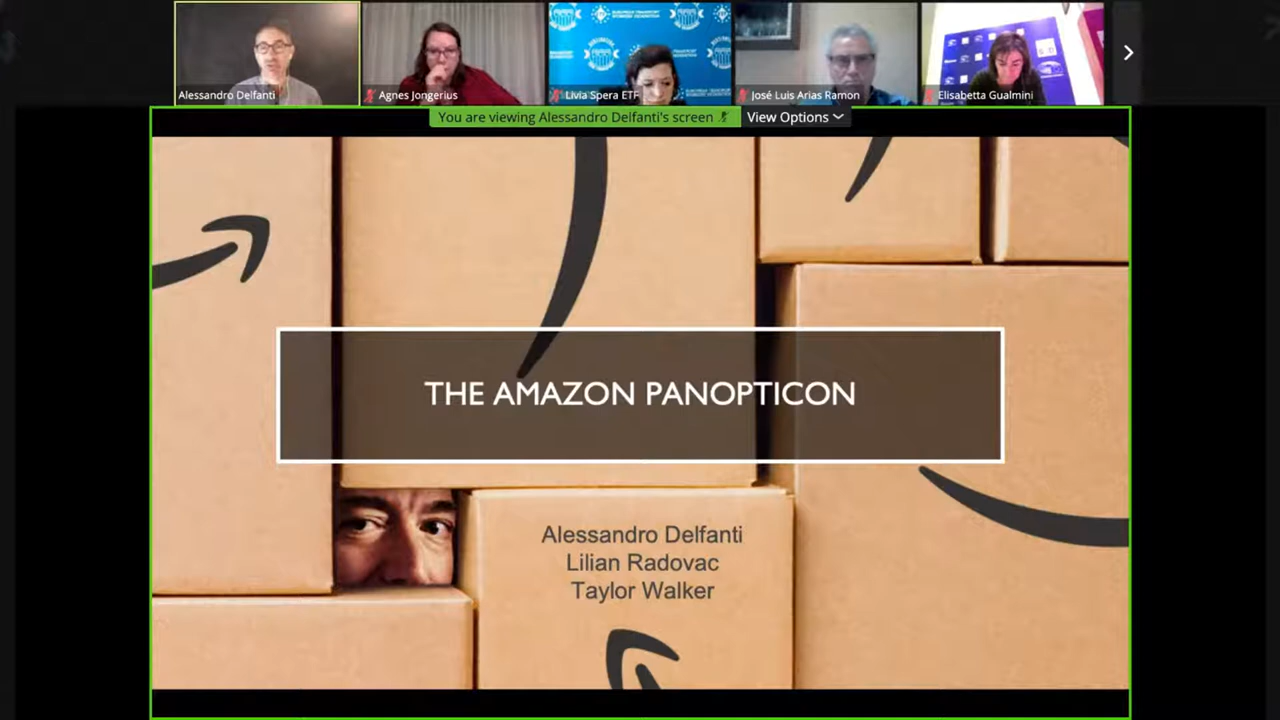 Alessandro Delfanti
Agnes Jongerius
Livia Spera ETF
José Luis Arias Ramon
Elisabetta Gualmini
You are viewing Alessandro Delfanti's screen
View Options
THE AMAZON PANOPTICON
Alessandro Delfanti
Lilian Radovac
Taylor Walker